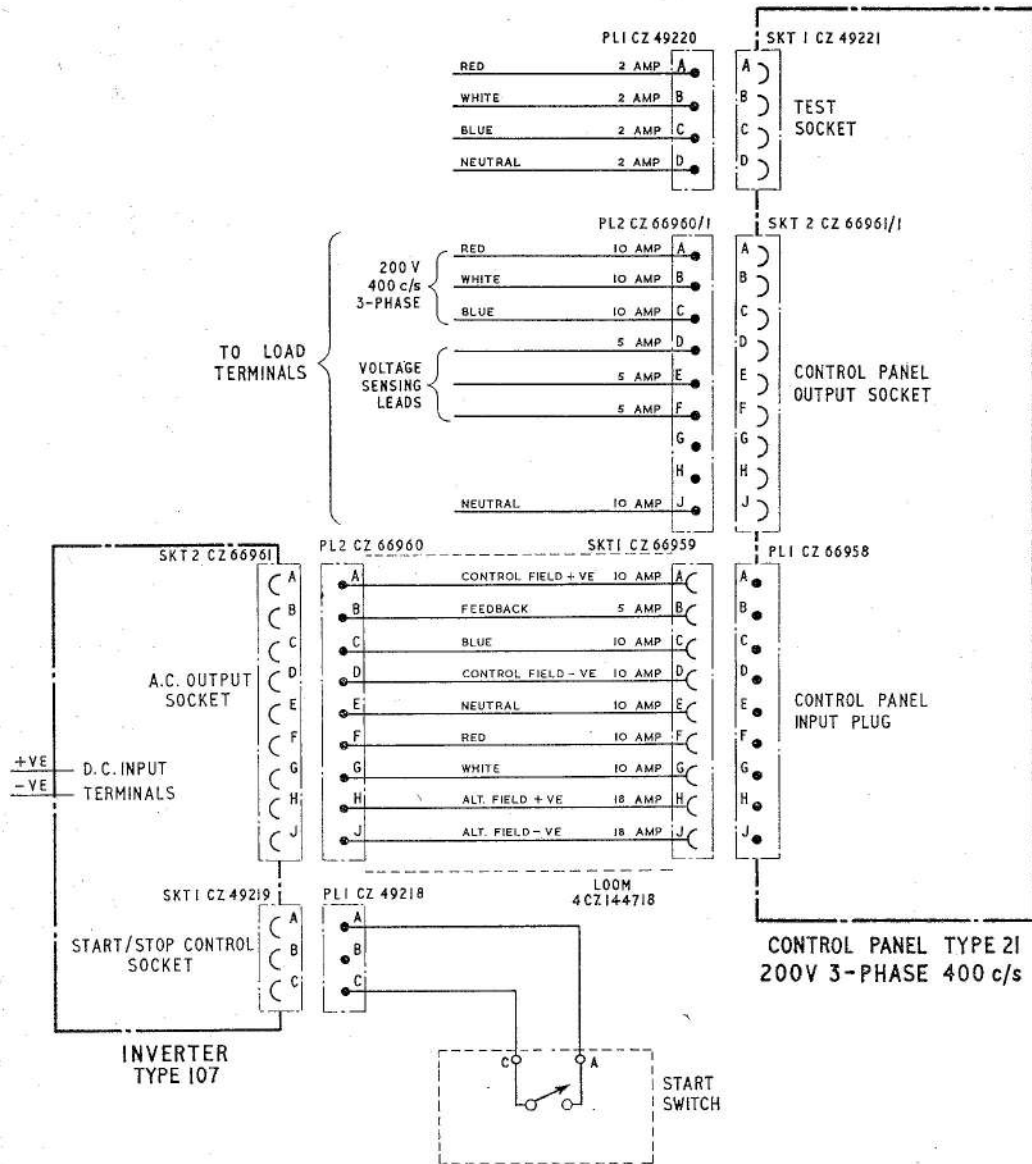 PL1 CZ 49220
SKT 1 CZ 49221
RED 2 AMP A
WHITE 2 AMP B
BLUE 2 AMP C
NEUTRAL 2 AMP D
A
B
C
D
TEST
SOCKET
PL2 CZ 66960/1
SKT 2 CZ 66961/1
TO LOAD
TERMINALS
200 V
400 c/s
3-PHASE
VOLTAGE
SENSING
LEADS
RED 10 AMP A
WHITE 10 AMP B
BLUE 10 AMP C
5 AMP D
5 AMP E
5 AMP F
G
H
NEUTRAL 10 AMP J
A
B
C
D
E
F
G
H
J
CONTROL PANEL
OUTPUT SOCKET
SKT 2 CZ 66961
PL2 CZ 66960
SKT1 CZ 66959
PL1 CZ 66958
A
B
C
D
E
F
G
H
J
A.C. OUTPUT
SOCKET
+VE
-VE
D.C. INPUT
TERMINALS
A CONTROL FIELD +VE 10 AMP A
B FEEDBACK 5 AMP B
C BLUE 10 AMP C
D CONTROL FIELD -VE 10 AMP D
E NEUTRAL 10 AMP E
F RED 10 AMP F
G WHITE 10 AMP G
H ALT. FIELD +VE 18 AMP H
J ALT. FIELD -VE 18 AMP J
A
B
C
D
E
F
G
H
J
CONTROL PANEL
INPUT PLUG
LOOM
4CZ144718
SKT1 CZ 49219
PL1 CZ 49218
A
B
C
START/STOP CONTROL
SOCKET
A
B
C
INVERTER
TYPE 107
CONTROL PANEL TYPE 21
200V 3-PHASE 400 c/s
C
A
START
SWITCH